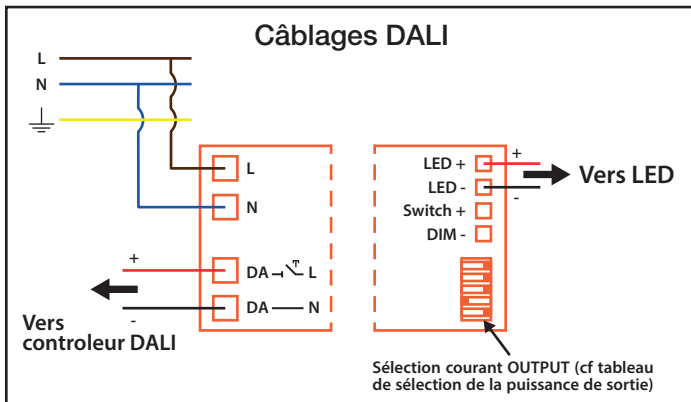 Câblages DALI
L
N
L
N
DA L
DA N
+
-
Vers
controleur DALI
LED +
LED -
Switch +
DIM -
+
-
Vers LED
Sélection courant OUTPUT (cf tableau
de sélection de la puissance de sortie)